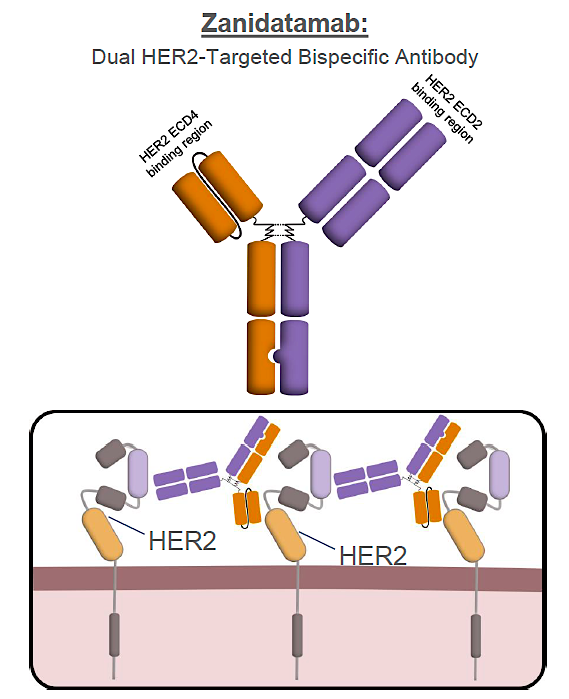 Zanidatamab:
Dual HER2-Targeted Bispecific Antibody
HER2 ECD4
binding region
HER2 ECD2
binding region
HER2
HER2